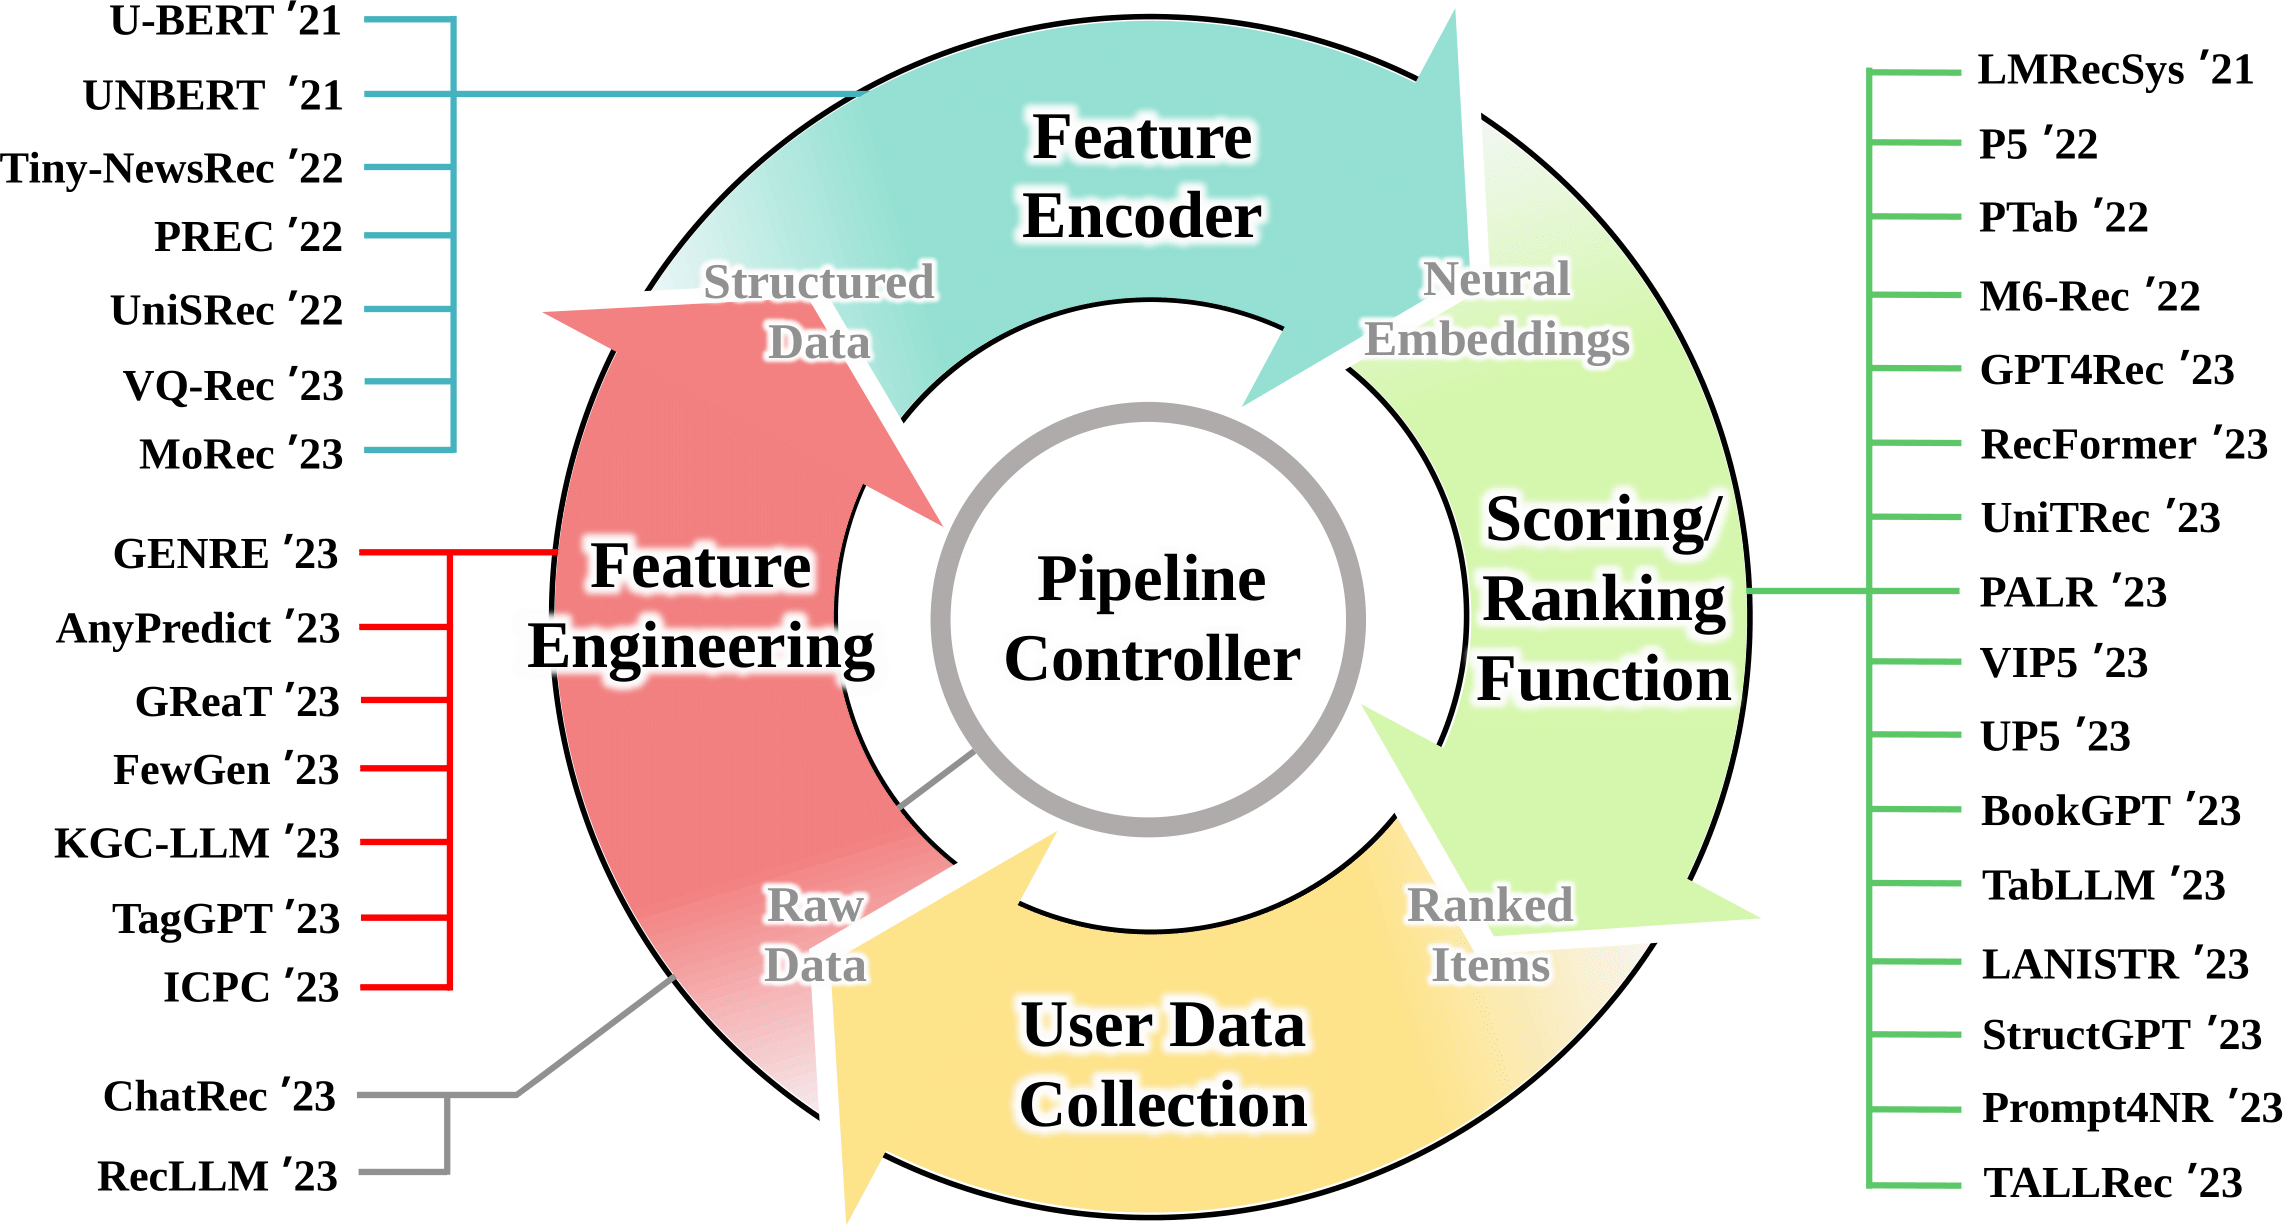 U-BERT ′21
UNBERT ′21
Tiny-NewsRec ′22
PREC ′22
UniSRec ′22
VQ-Rec ′23
MoRec ′23
GENRE ′23
AnyPredict ′23
GReaT ′23
FewGen ′23
KGC-LLM ′23
TagGPT ′23
ICPC ′23
ChatRec ′23
RecLLM ′23
Feature
Encoder
Structured
Data
Neural
Embeddings
Feature
Engineering
Pipeline
Controller
Scoring/
Ranking
Function
Raw
Data
Ranked
Items
User Data
Collection
LMRecSys ′21
P5 ′22
PTab ′22
M6-Rec ′22
GPT4Rec ′23
RecFormer ′23
UniTRec ′23
PALR ′23
VIP5 ′23
UP5 ′23
BookGPT ′23
TabLLM ′23
LANISTR ′23
StructGPT ′23
Prompt4NR ′23
TALLRec ′23